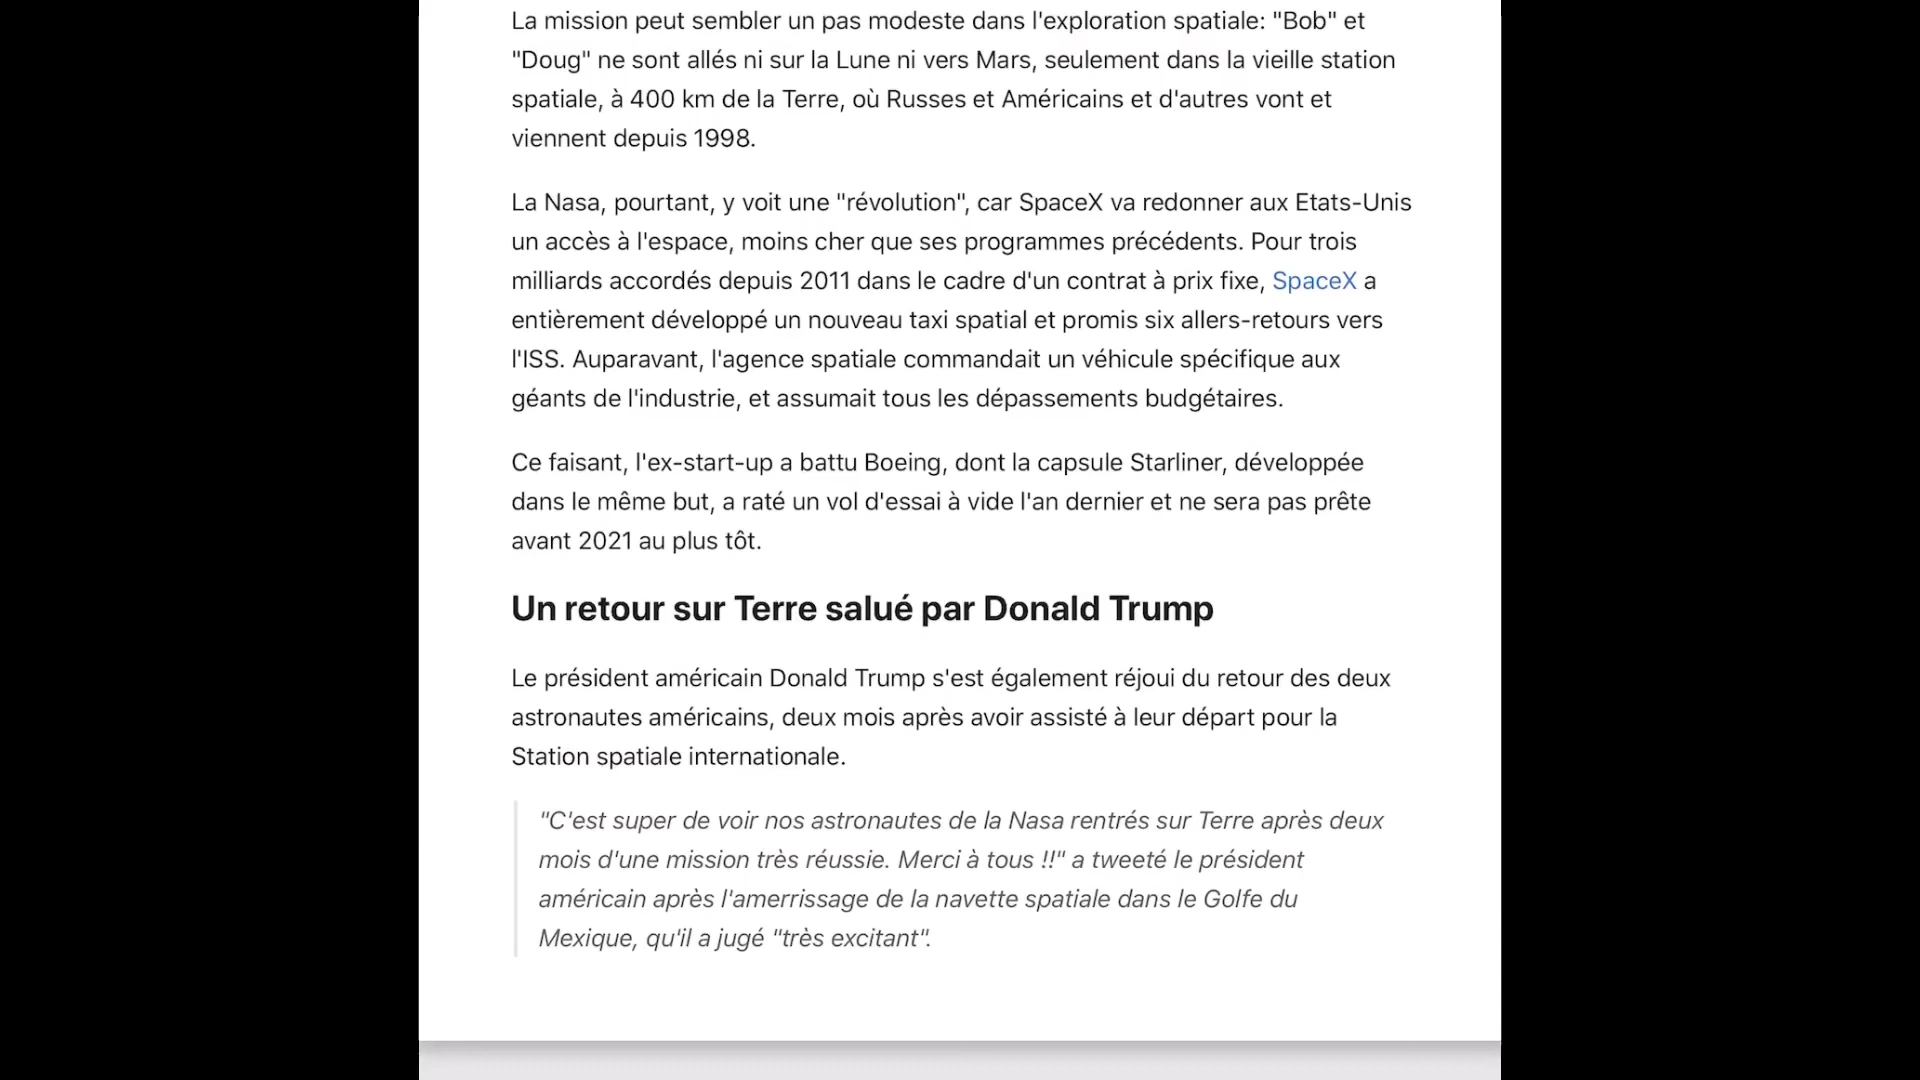 La mission peut sembler un pas modeste dans l'exploration spatiale: "Bob" et
"Doug" ne sont allés ni sur la Lune ni vers Mars, seulement dans la vieille station
spatiale, à 400 km de la Terre, où Russes et Américains et d'autres vont et
viennent depuis 1998.
La Nasa, pourtant, y voit une "révolution", car SpaceX va redonner aux Etats-Unis
un accès à l'espace, moins cher que ses programmes précédents. Pour trois
milliards accordés depuis 2011 dans le cadre d'un contrat à prix fixe, SpaceX a
entièrement développé un nouveau taxi spatial et promis six allers-retours vers
l'ISS. Auparavant, l'agence spatiale commandait un véhicule spécifique aux
géants de l'industrie, et assumait tous les dépassements budgétaires.
Ce faisant, l'ex-start-up a battu Boeing, dont la capsule Starliner, développée
dans le même but, a raté un vol d'essai à vide l'an dernier et ne sera pas prête
avant 2021 au plus tôt.
Un retour sur Terre salué par Donald Trump
Le président américain Donald Trump s'est également réjoui du retour des deux
astronautes américains, deux mois après avoir assisté à leur départ pour la
Station spatiale internationale.
"C'est super de voir nos astronautes de la Nasa rentrés sur Terre après deux
mois d'une mission très réussie. Merci à tous !!" a tweeté le président
américain après l'amerrissage de la navette spatiale dans le Golfe du
Mexique, qu'il a jugé "très excitant".